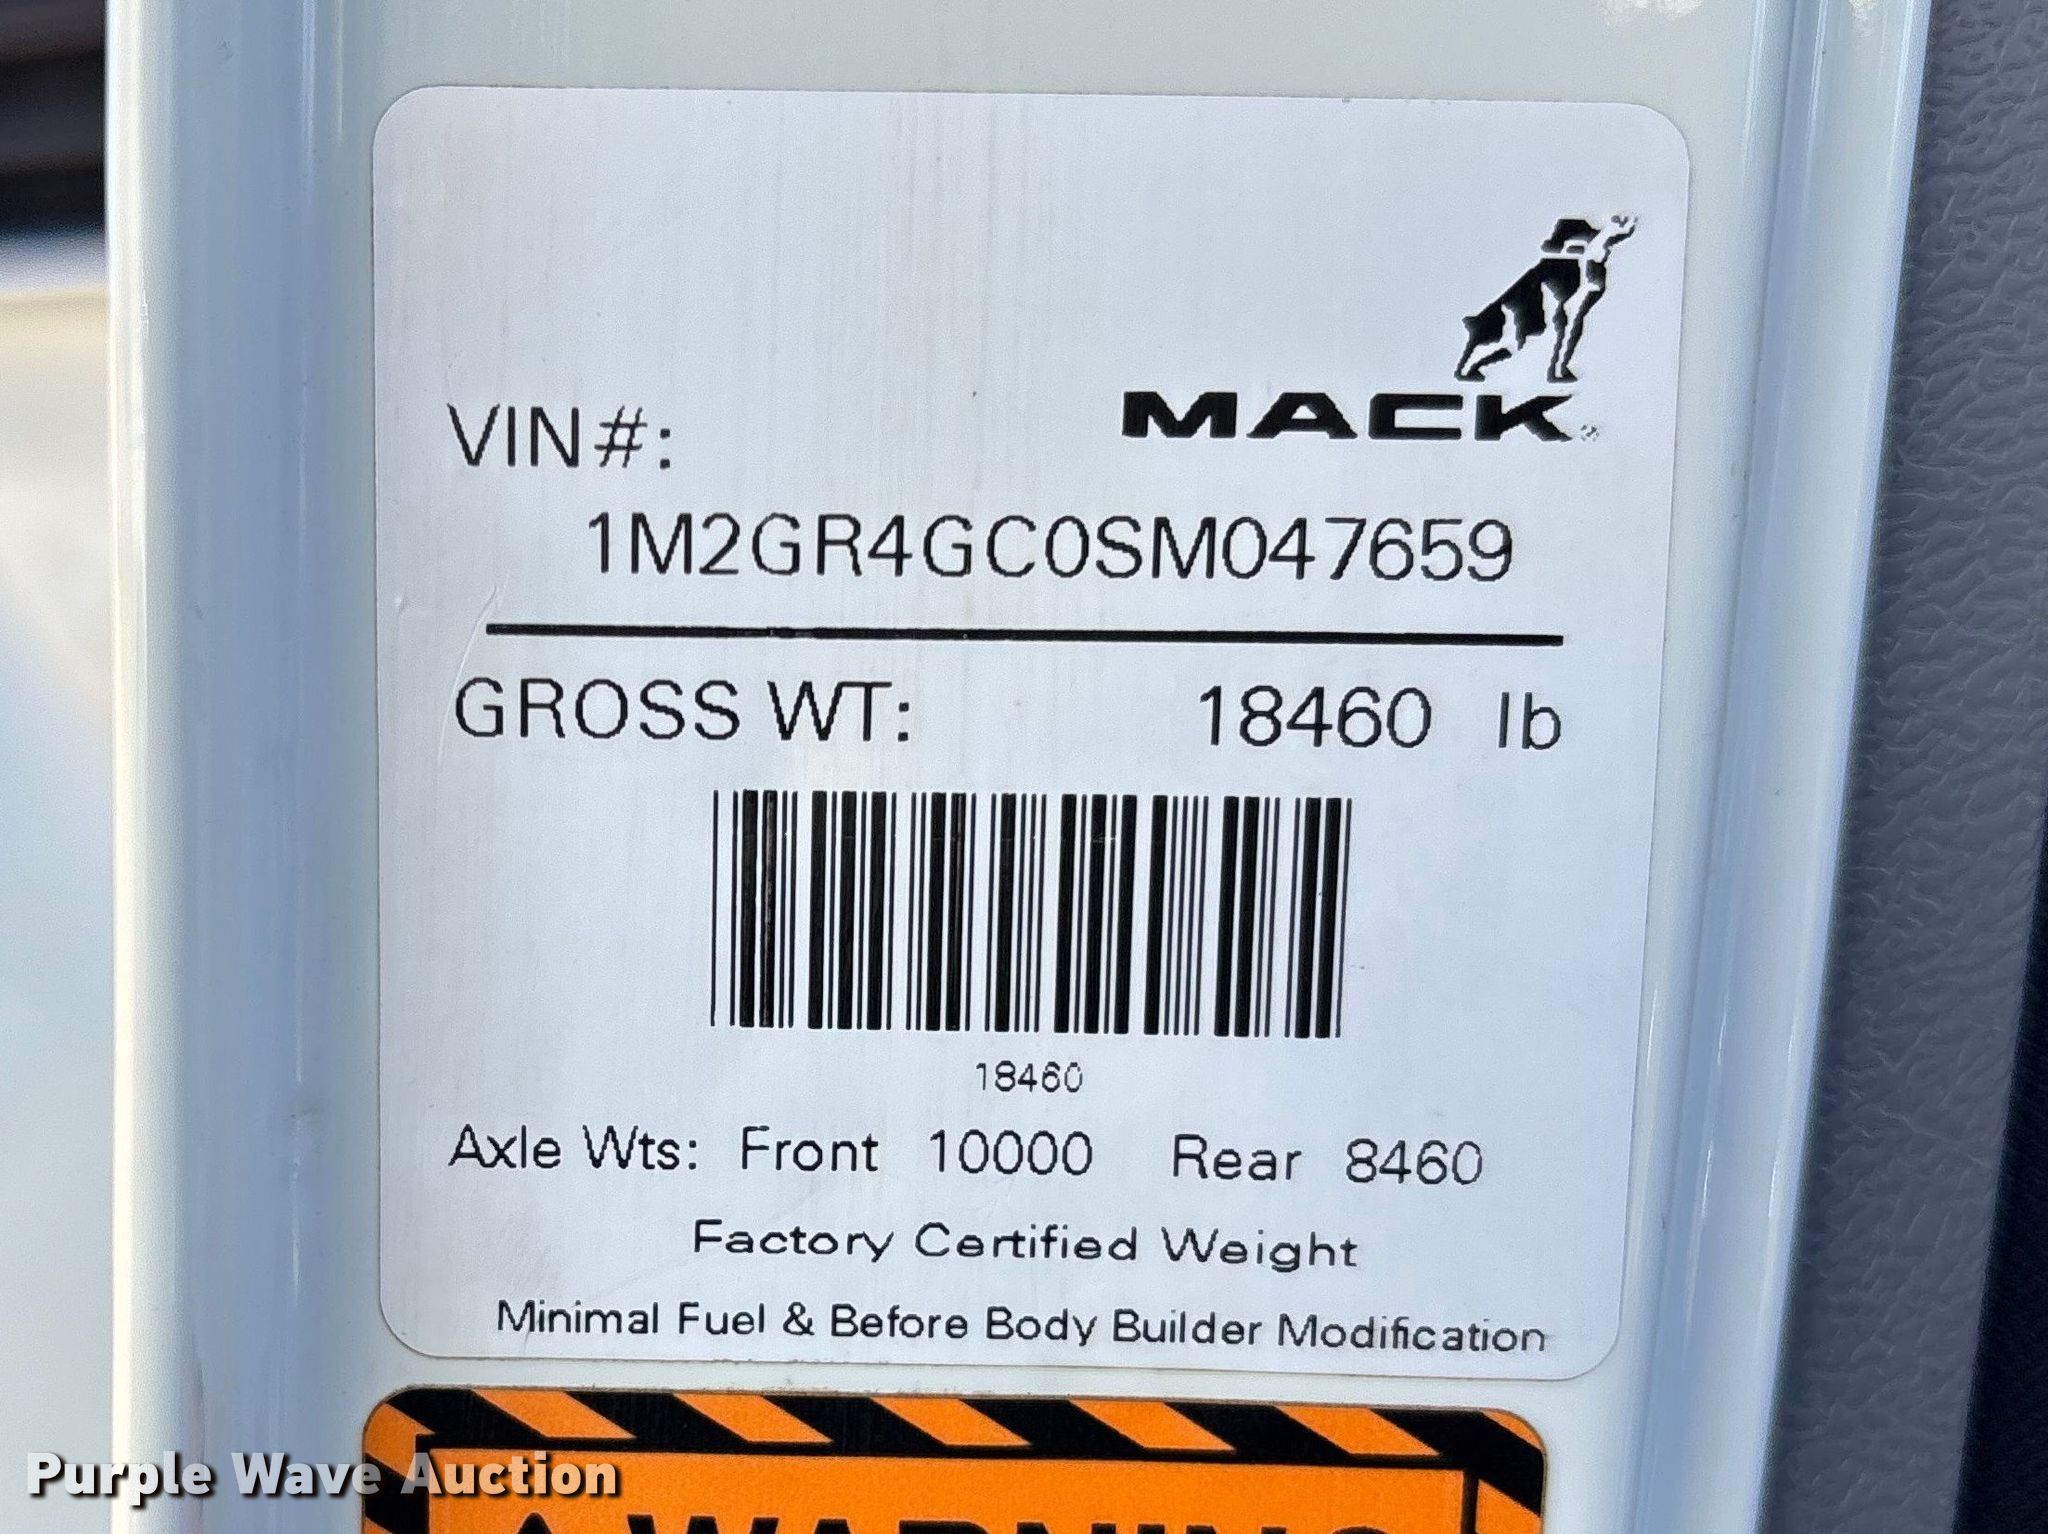 MACK®
VIN#:
1M2GR4GC0SM047659
GROSS WT: 18460 lb
18460
Axle Wts: Front 10000 Rear 8460
Factory Certified Weight
Minimal Fuel & Before Body Builder Modification
Purple Wave Auction
WARNING